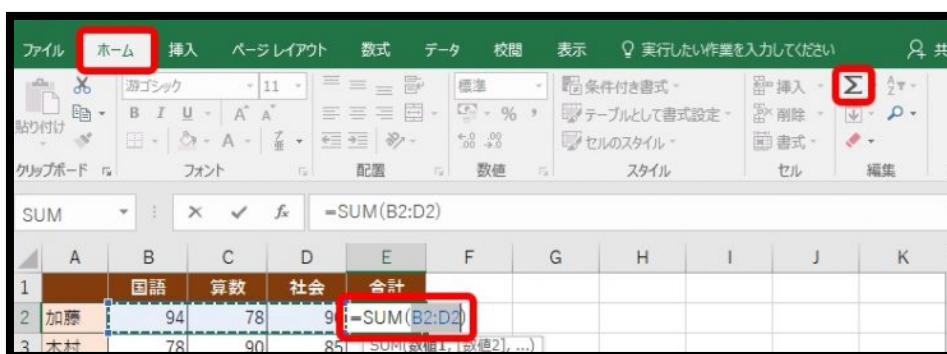 ファイル ホーム 挿入 ページ レイアウト 数式 データ 校閲 表示 実行したい作業を入力してください 共
游ゴシック 11 標準 条件付き書式 挿入 Σ
貼り付け B I U A A % , テーブルとして書式設定 削除
A セルのスタイル 書式
クリップボード フォント 配置 数値 スタイル セル 編集
SUM fx =SUM(B2:D2)
A B C D E F G H I J K
1 国語 算数 社会 合計
2 加藤 94 78 =SUM(B2:D2)
3 木村 78 90 85 SUM(数値1, [数値2], ...)